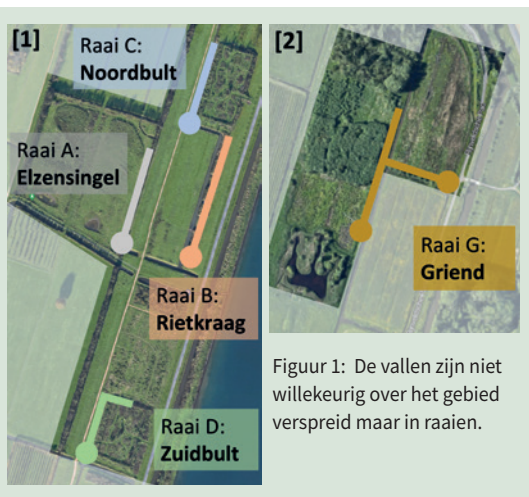 [1]
Raai C:
Noordbult
Raai A:
Elzensingel
Raai B:
Rietkraag
Raai D:
Zuidbult
[2]
Raai G:
Griend
Figuur 1: De vallen zijn niet
willekeurig over het gebied
verspreid maar in raaien.